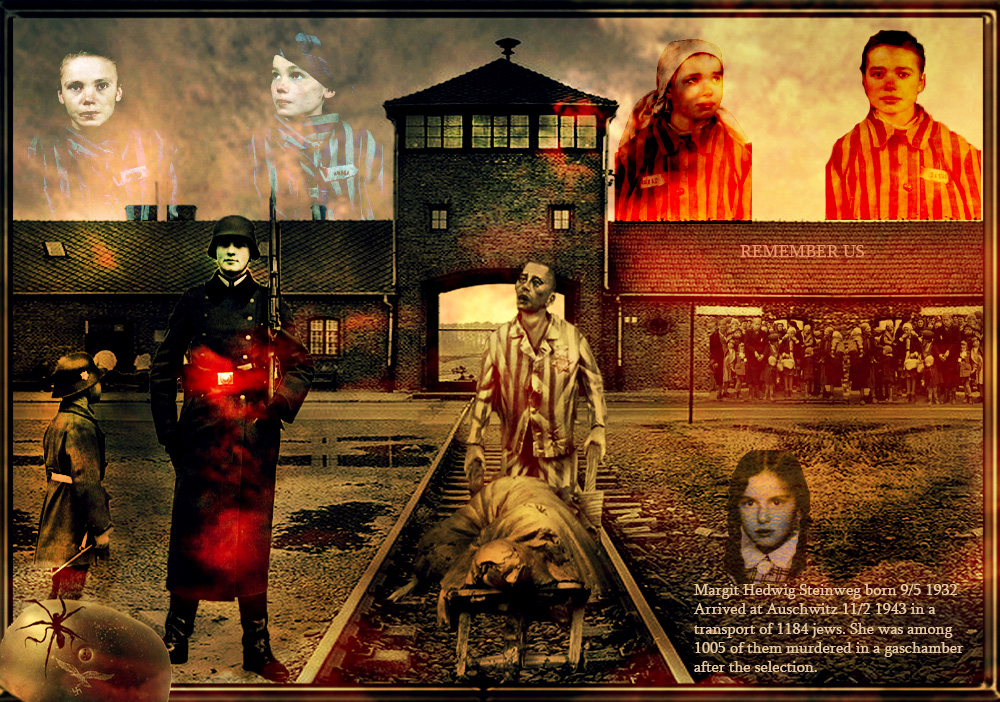 REMEMBER US
Margit Hedwig Steinweg born 9/5 1932
Arrived at Auschwitz 11/2 1943 in a
transport of 1184 jews. She was among
1005 of them murdered in a gaschamber
after the selection.